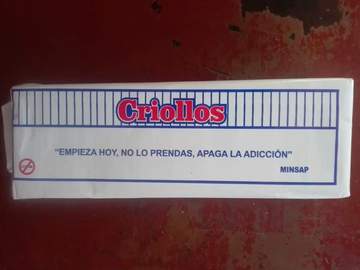 Criollos
"EMPIEZA HOY, NO LO PRENDAS, APAGA LA ADICCIÓN"
MINSAP